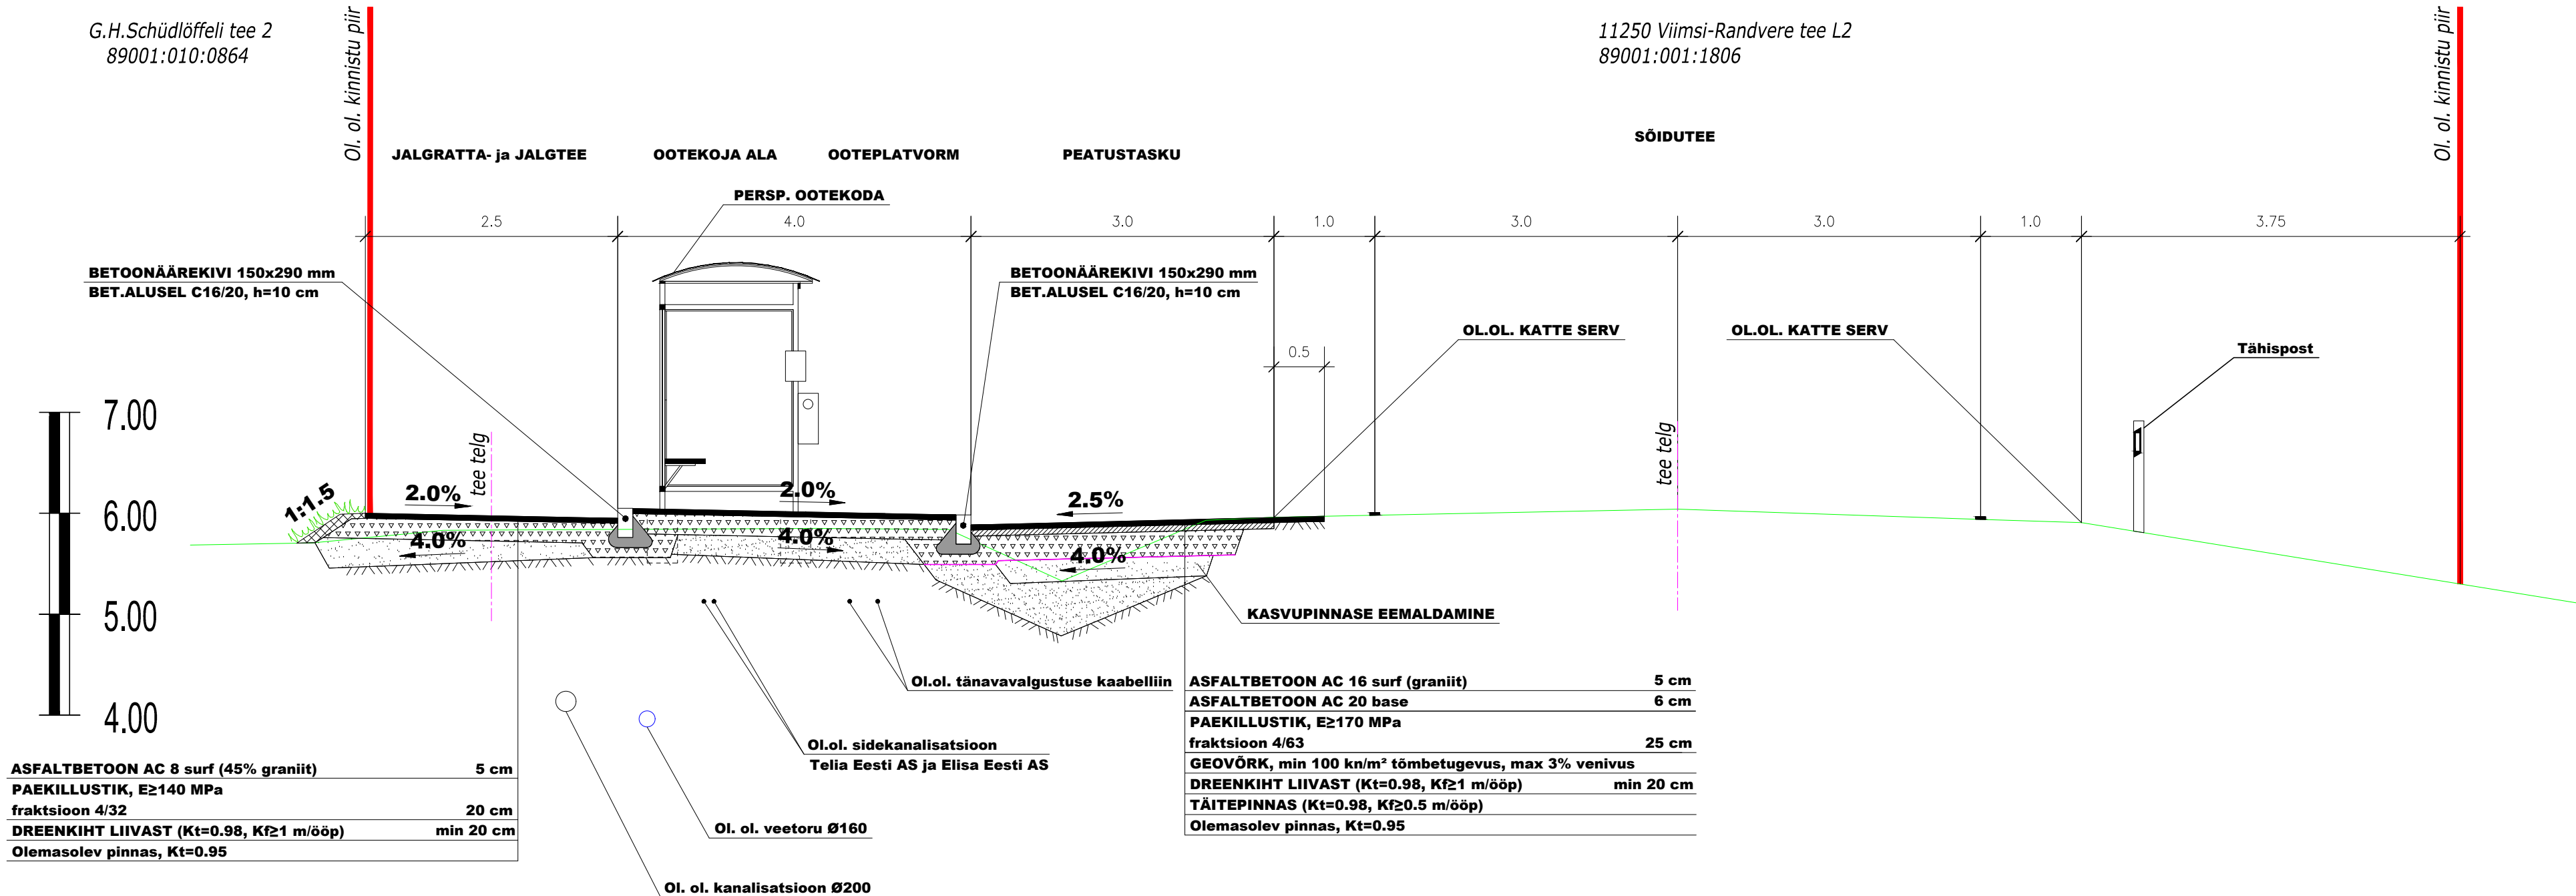 G.H.Schüdlöffeli tee 2
89001:010:0864
Ol. ol. kinnistu piir
11250 Viimsi-Randvere tee L2
89001:001:1806
Ol. ol. kinnistu piir
SÕIDUTEE
JALGRATTA- ja JALGTEE
OOTEKOJA ALA
OOTEPLATVORM
PEATUSTASKU
PERSP. OOTEKODA
2.5
4.0
3.0
1.0
3.0
3.0
1.0
3.75
BETOONÄÄREKIVI 150x290 mm
BET.ALUSEL C16/20, h=10 cm
BETOONÄÄREKIVI 150x290 mm
BET.ALUSEL C16/20, h=10 cm
OL.OL. KATTE SERV
OL.OL. KATTE SERV
Tähispost
0.5
7.00
6.00
5.00
4.00
1:1.5
2.0%
tee telg
2.0%
2.5%
tee telg
4.0%
4.0%
4.0%
KASVUPINNASE EEMALDAMINE
Ol.ol. tänavavalgustuse kaabelliin
Ol.ol. sidekanalisatsioon
Telia Eesti AS ja Elisa Eesti AS
Ol. ol. veetoru Ø160
Ol. ol. kanalisatsioon Ø200
ASFALTBETOON AC 8 surf (45% graniit) 5 cm
PAEKILLUSTIK, E≥140 MPa
fraktsioon 4/32 20 cm
DREENKIHT LIIVAST (Kt=0.98, Kf≥1 m/ööp) min 20 cm
Olemasolev pinnas, Kt=0.95
ASFALTBETOON AC 16 surf (graniit) 5 cm
ASFALTBETOON AC 20 base 6 cm
PAEKILLUSTIK, E≥170 MPa
fraktsioon 4/63 25 cm
GEOVÕRK, min 100 kn/m² tõmbetugevus, max 3% venivus
DREENKIHT LIIVAST (Kt=0.98, Kf≥1 m/ööp) min 20 cm
TÄITEPINNAS (Kt=0.98, Kf≥0.5 m/ööp)
Olemasolev pinnas, Kt=0.95